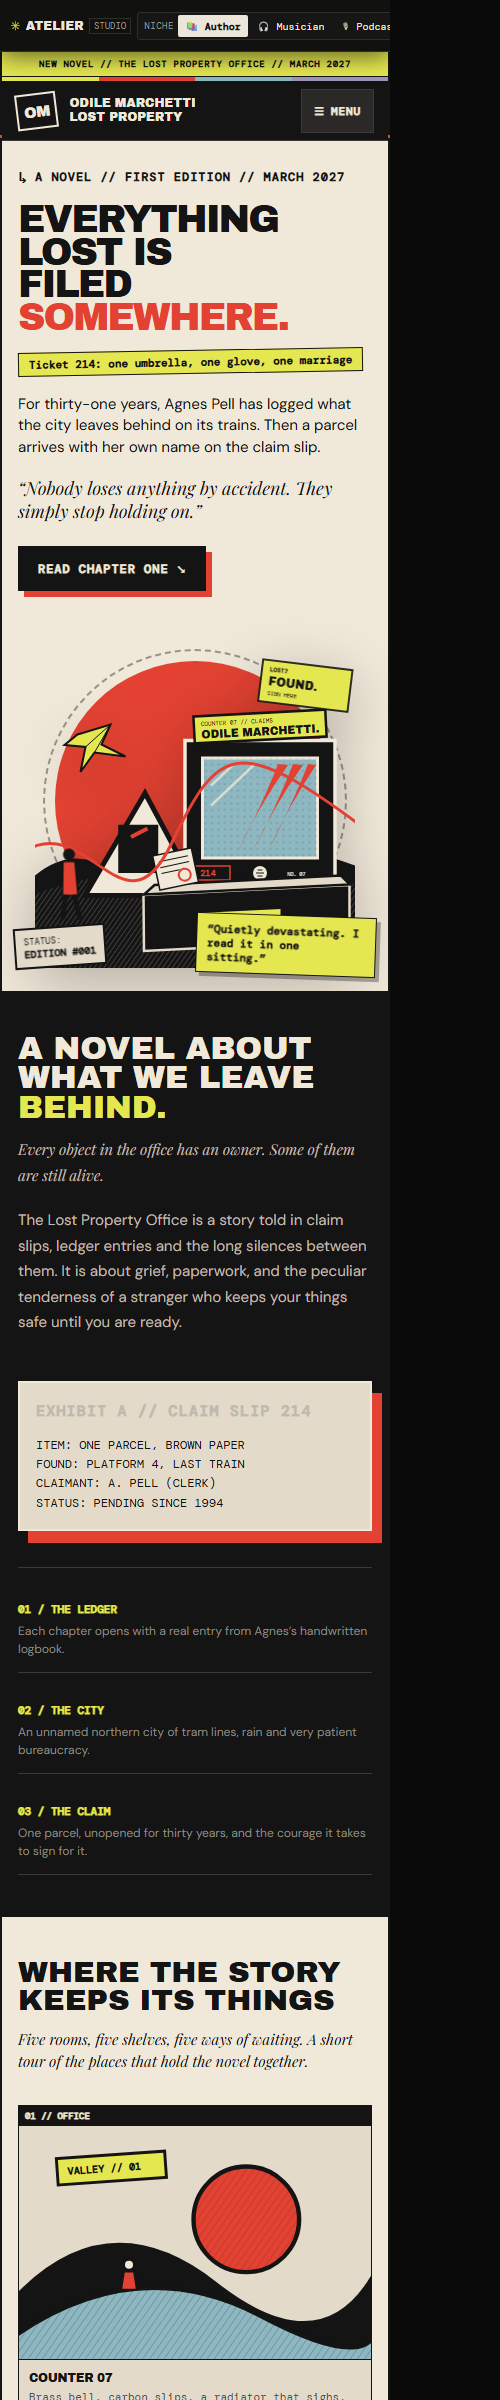 ATELIER STUDIO NICHE Author Musician Podcas
NEW NOVEL // THE LOST PROPERTY OFFICE // MARCH 2027
OM
ODILE MARCHETTI
LOST PROPERTY
☰ MENU
↳ A NOVEL // FIRST EDITION // MARCH 2027
EVERYTHING
LOST IS
FILED
SOMEWHERE.
Ticket 214: one umbrella, one glove, one marriage
For thirty-one years, Agnes Pell has logged what
the city leaves behind on its trains. Then a parcel
arrives with her own name on the claim slip.
“Nobody loses anything by accident. They
simply stop holding on.”
READ CHAPTER ONE ↘
LOST?
FOUND.
SIGN HERE
COUNTER 07 // CLAIMS
ODILE MARCHETTI.
214
NO. 07
STATUS:
EDITION #001
“Quietly devastating. I
read it in one
sitting.”
A NOVEL ABOUT
WHAT WE LEAVE
BEHIND.
Every object in the office has an owner. Some of them
are still alive.
The Lost Property Office is a story told in claim
slips, ledger entries and the long silences between
them. It is about grief, paperwork, and the peculiar
tenderness of a stranger who keeps your things
safe until you are ready.
EXHIBIT A // CLAIM SLIP 214
ITEM: ONE PARCEL, BROWN PAPER
FOUND: PLATFORM 4, LAST TRAIN
CLAIMANT: A. PELL (CLERK)
STATUS: PENDING SINCE 1994
01 / THE LEDGER
Each chapter opens with a real entry from Agnes’s handwritten
logbook.
02 / THE CITY
An unnamed northern city of tram lines, rain and very patient
bureaucracy.
03 / THE CLAIM
One parcel, unopened for thirty years, and the courage it takes
to sign for it.
WHERE THE STORY
KEEPS ITS THINGS
Five rooms, five shelves, five ways of waiting. A short
tour of the places that hold the novel together.
01 // OFFICE
VALLEY // 01
COUNTER 07
Brass bell, carbon slips, a radiator that sighs.